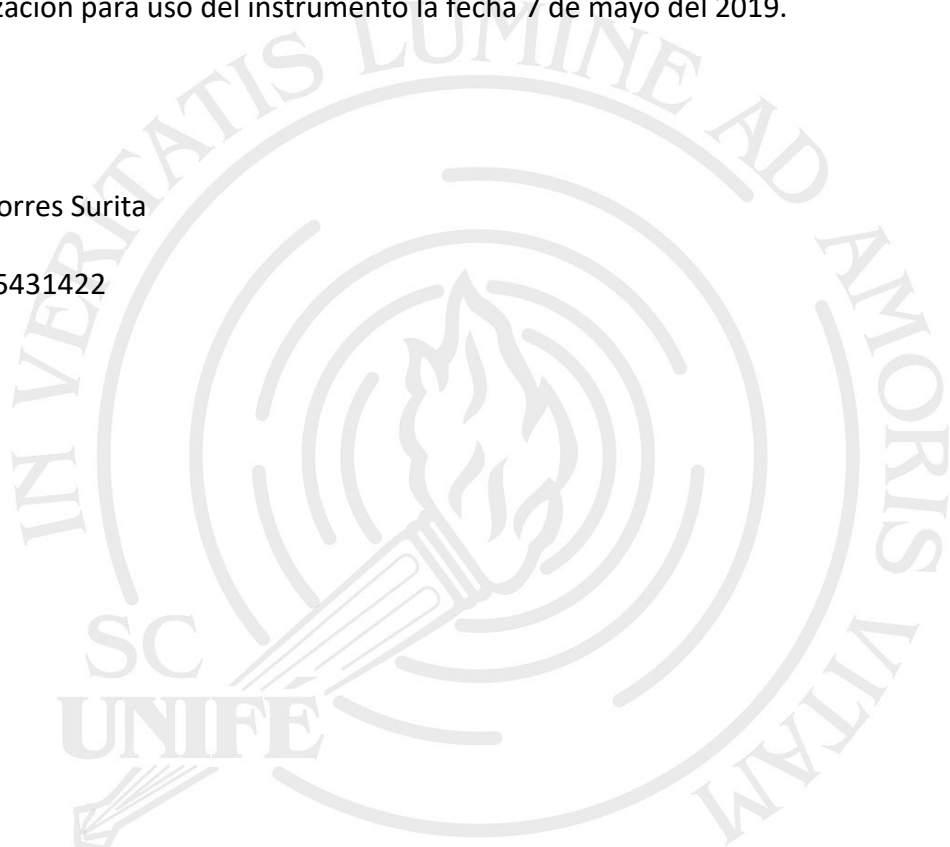 zación para uso del instrumento la fecha 7 de mayo del 2019.
orres Surita
5431422
IN VERITATIS LUMINE AD AMORIS VITAM
SC
UNIFÉ